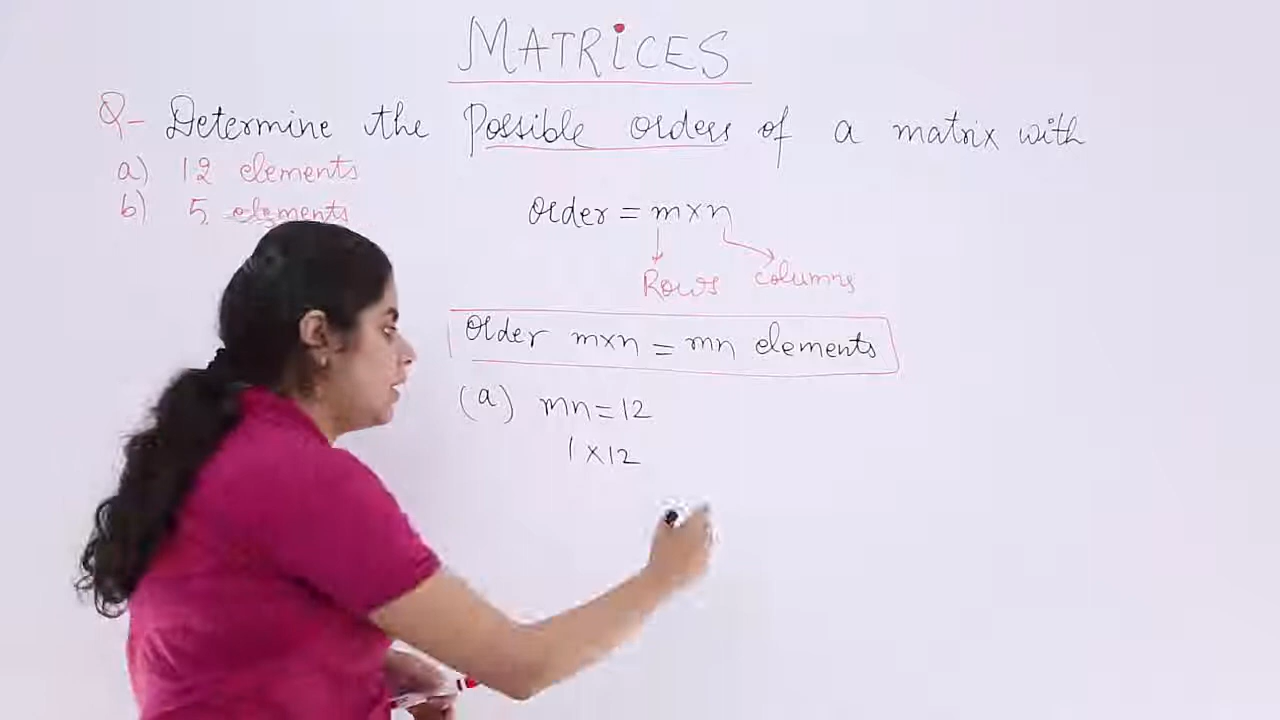 MATRiCES
Q- Determine the Possible orders of a matrix with
a) 12 elements
b) 5 elements
Order = m×n
Rows columns
Order m×n = mn elements
(a) mn = 12
1 × 12